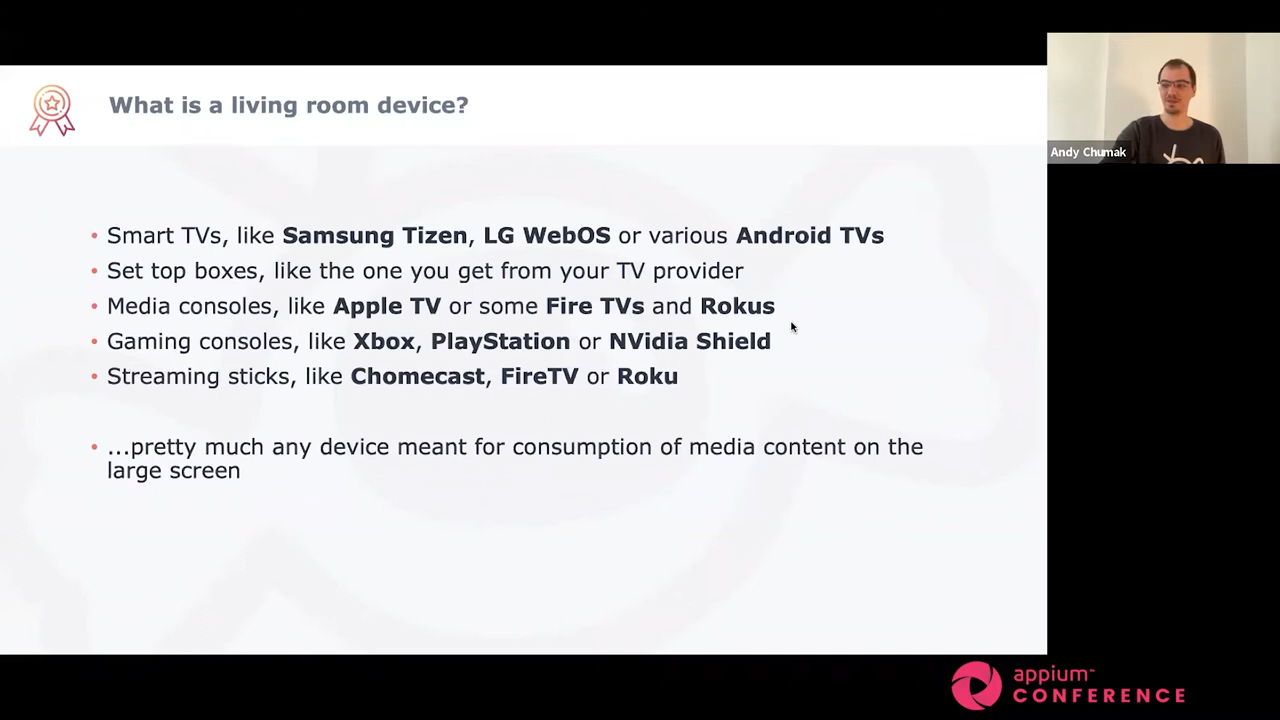 What is a living room device?
Andy Chumak
• Smart TVs, like Samsung Tizen, LG WebOS or various Android TVs
• Set top boxes, like the one you get from your TV provider
• Media consoles, like Apple TV or some Fire TVs and Rokus
• Gaming consoles, like Xbox, PlayStation or NVidia Shield
• Streaming sticks, like Chomecast, FireTV or Roku
• ...pretty much any device meant for consumption of media content on the
large screen
appium™
CONFERENCE